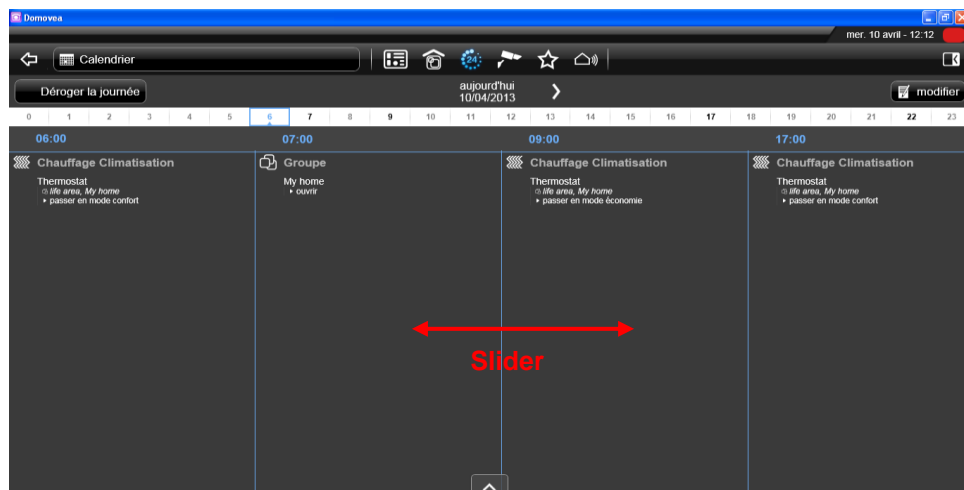 Domovea
mer. 10 avril - 12:12
Calendrier
24
Déroger la journée
aujourd'hui
10/04/2013
modifier
0 1 2 3 4 5 6 7 8 9 10 11 12 13 14 15 16 17 18 19 20 21 22 23
06:00 07:00 09:00 17:00
Chauffage Climatisation
Thermostat
life area, My home
passer en mode confort
Groupe
My home
ouvrir
Chauffage Climatisation
Thermostat
life area, My home
passer en mode économie
Chauffage Climatisation
Thermostat
life area, My home
passer en mode confort
Slider